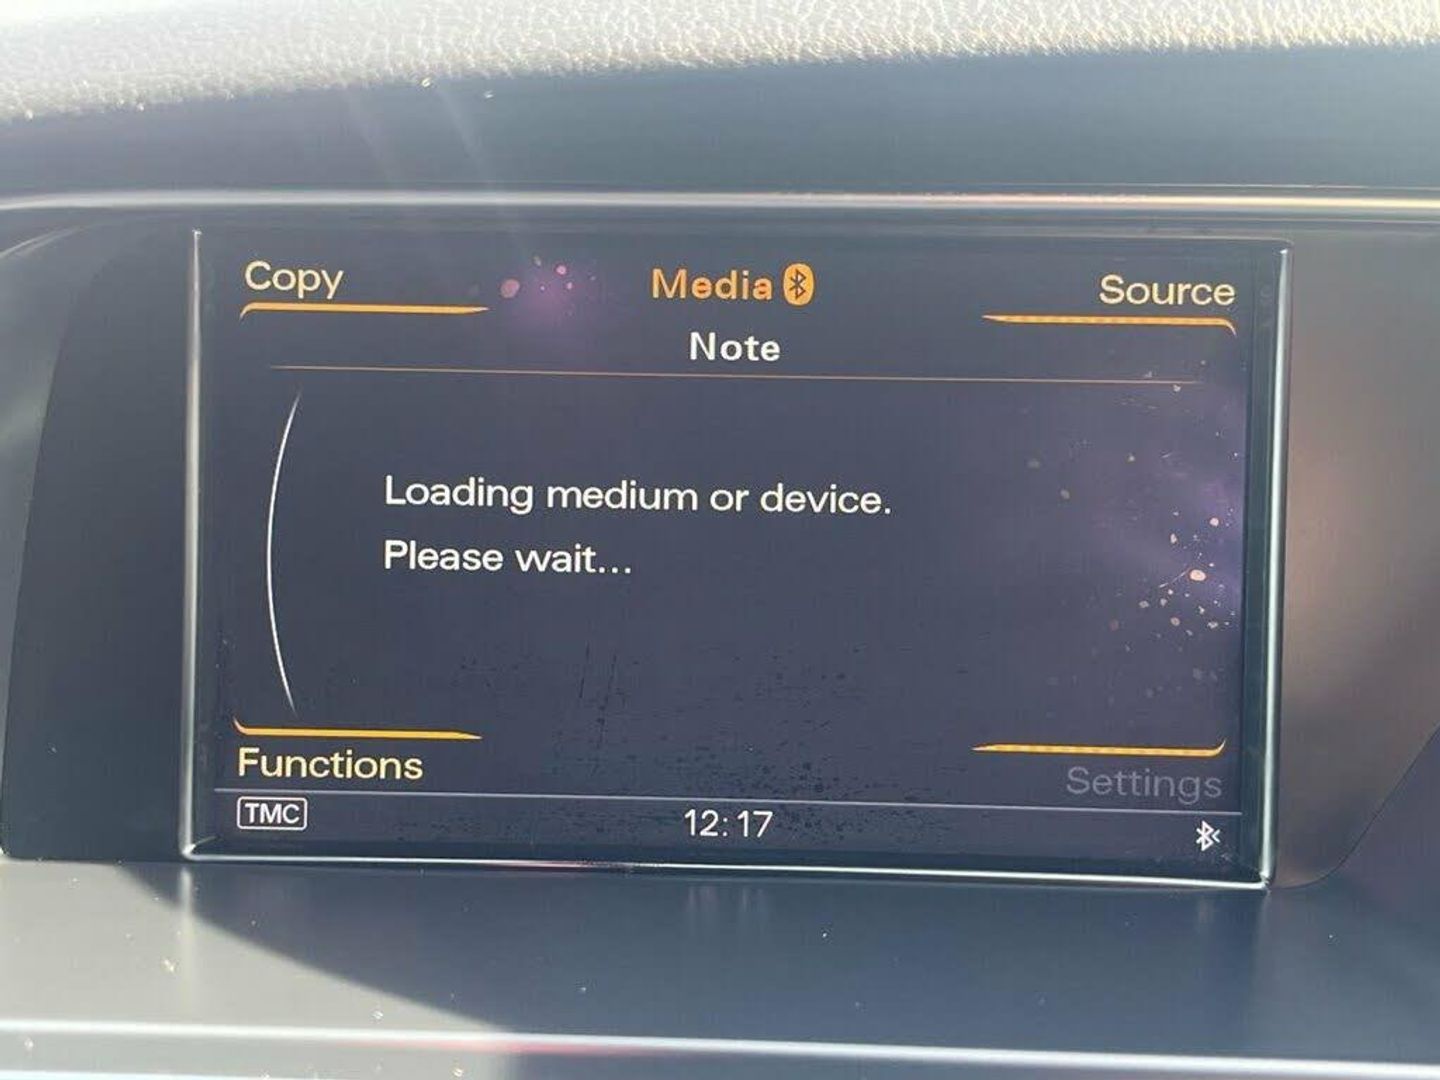 Copy
Media
Source
Note
Loading medium or device.
Please wait...
Functions
Settings
TMC
12:17